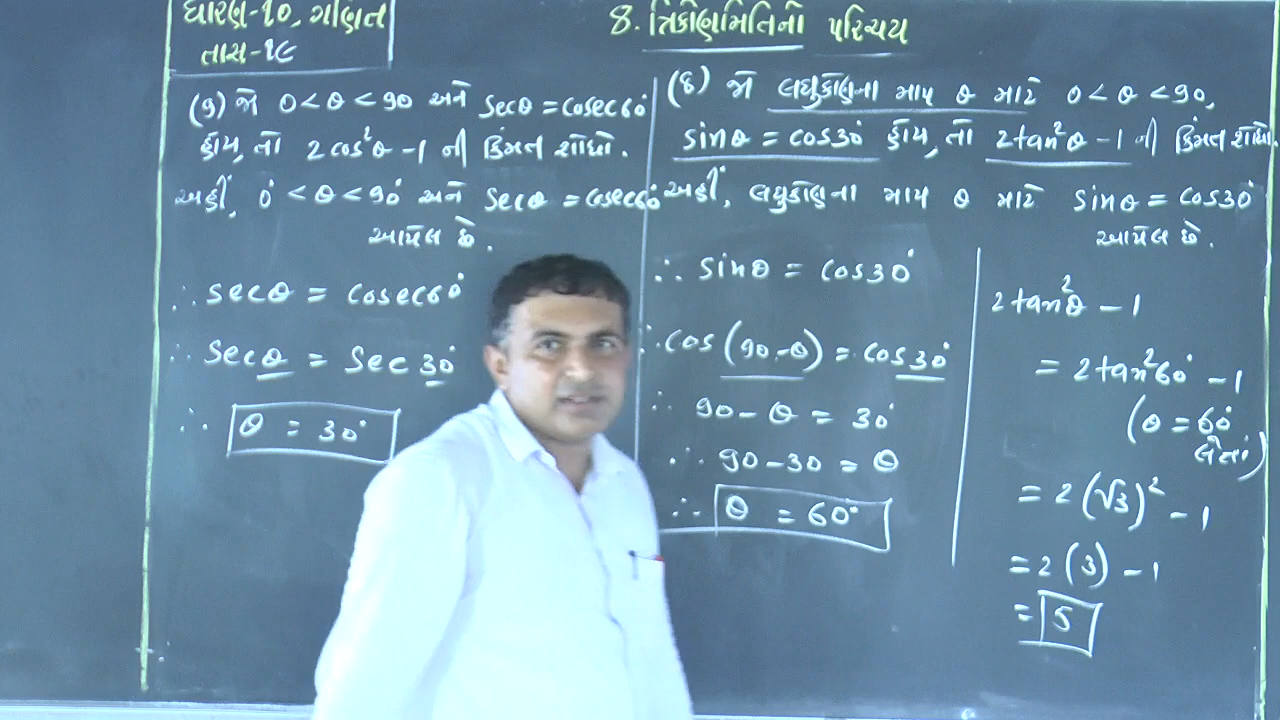 ધોરણ-૧૦, ગણિત
તાસ-૧૯
8. ત્રિકોણમિતિનો પરિચય
(૭) જો 0 < θ < 90 અને secθ = cosec60°
હોય, તો 2cos²θ - 1 ની કિંમત શોધો.
અહીં, 0° < θ < 90° અને secθ = cosec60°
આપેલ છે.
∴ secθ = cosec60°
∴ secθ = sec30°
∴ θ = 30°
(૮) જો લઘુકોણના માપ θ માટે 0 < θ < 90,
sinθ = cos30° હોય, તો 2tan²θ - 1 ની કિંમત શોધો.
અહીં, લઘુકોણના માપ θ માટે sinθ = cos30°
આપેલ છે.
∴ sinθ = cos30°
∴ cos(90-θ) = cos30°
∴ 90 - θ = 30°
∴ 90 - 30 = θ
∴ θ = 60°
2tan²θ - 1
= 2tan²60° - 1
(θ = 60°
લેતાં)
= 2(√3)² - 1
= 2(3) - 1
= 5